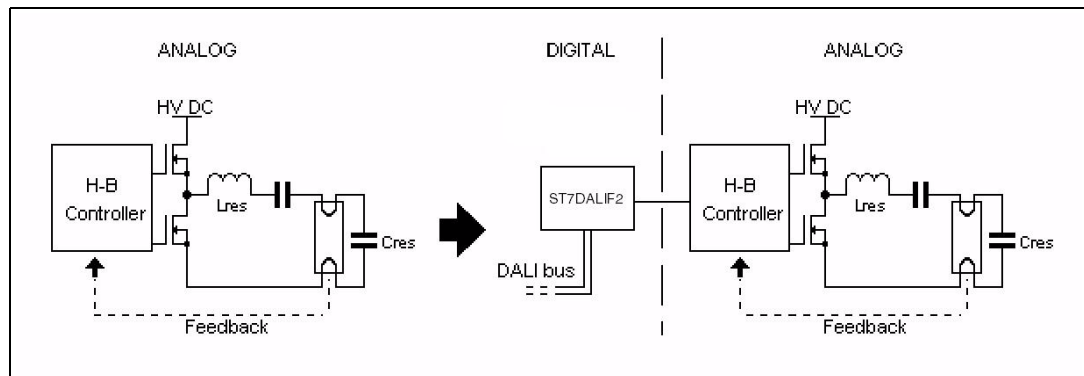 ANALOG
HV DC
H-B
Controller
Lres
Cres
Feedback
DIGITAL
ST7DALIF2
DALI bus
ANALOG
HV DC
H-B
Controller
Lres
Cres
Feedback